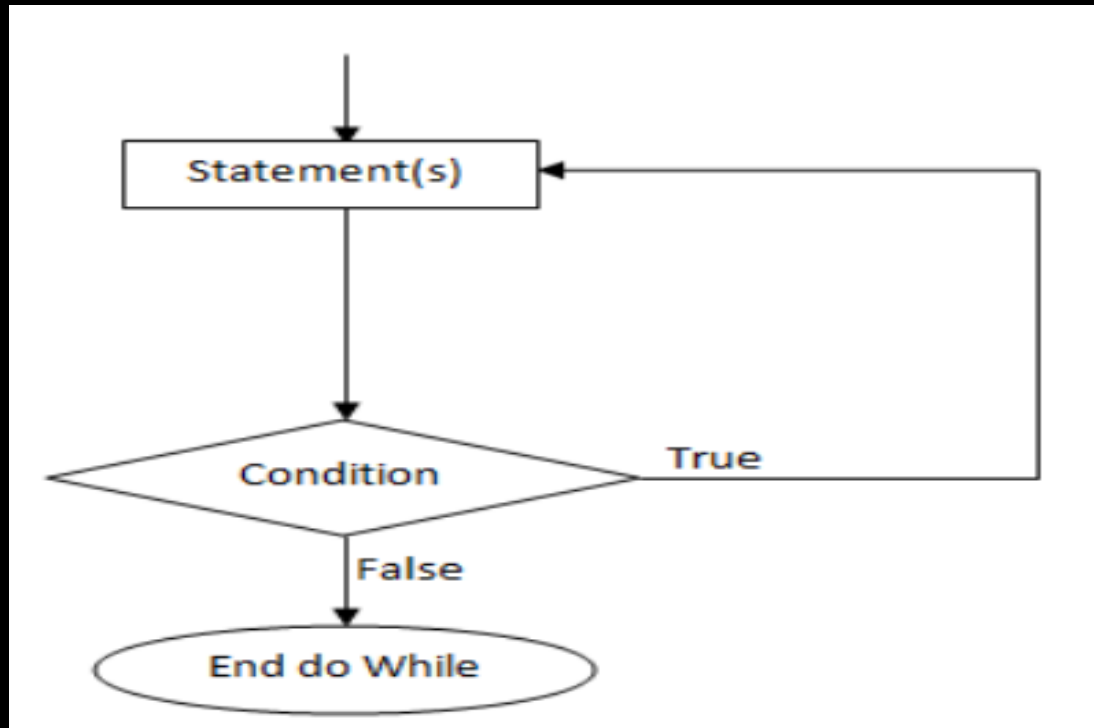 Statement(s)
Condition
True
False
End do While